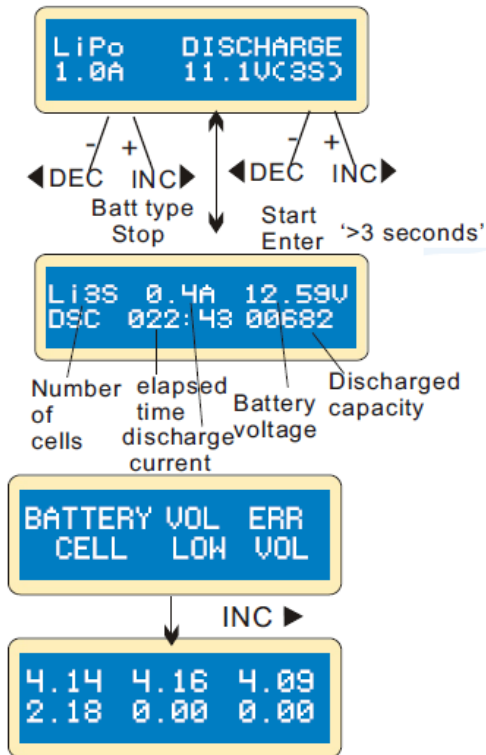 LiPo DISCHARGE
1.0A 11.1V(3S)
- + - +
◀DEC INC▶ ◀DEC INC▶
Batt type
Stop
Start
Enter '>3 seconds'
Li3S 0.4A 12.59V
DSC 022:43 00682
Number
of
cells
elapsed
time
discharge
current
Battery
voltage
Discharged
capacity
BATTERY VOL ERR
CELL LOW VOL
INC ▶
4.14 4.16 4.09
2.18 0.00 0.00